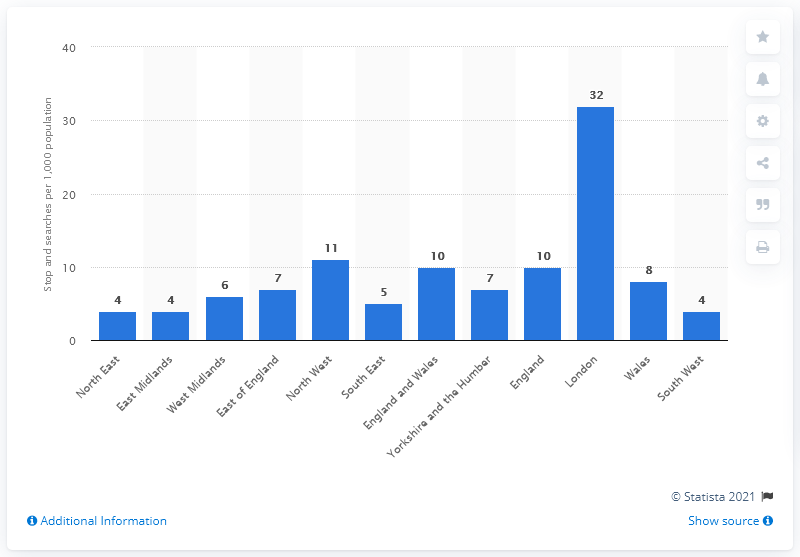 Stop and searches per 1,000 population
40
30
20
10
0
4
4
6
7
11
5
10
7
10
32
8
4
North East
East Midlands
West Midlands
East of England
North West
South East
England and Wales
Yorkshire and the Humber
England
London
Wales
South West
© Statista 2021
Additional Information
Show source